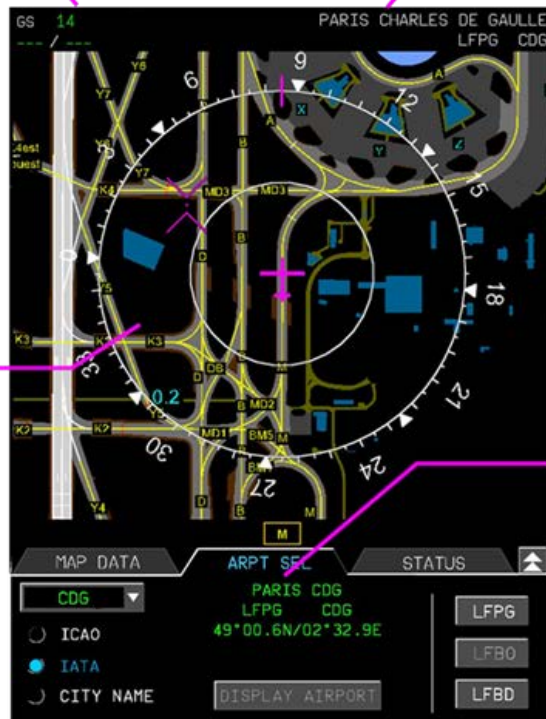 GS 14 PARIS CHARLES DE GAULLE
--- / --- LFPG CDG
6
9 12
Y6
Y7 A
A
X
Y Z
Y7 B 15
K4 MD3 MD3
B
D
0 18
Y5
K3 K3
33
D
DB
B
M
0.2 MD2 21
K2 K2 MD1 BM5 M
30
24
27
Y4 D B M
M
MAP DATA ARPT SEL STATUS
CDG PARIS CDG
LFPG CDG LFPG
ICAO 49°00.6N/02°32.9E
IATA LFBO
CITY NAME DISPLAY AIRPORT LFBD